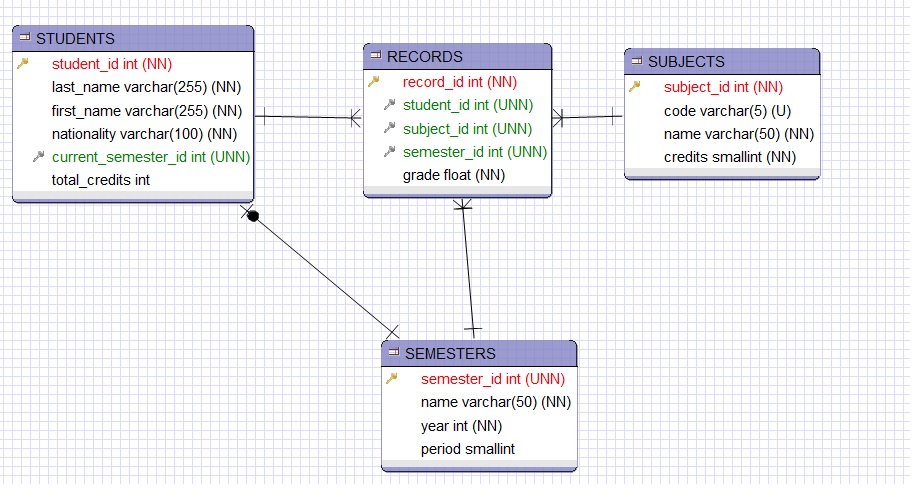 STUDENTS
student_id int (NN)
last_name varchar(255) (NN)
first_name varchar(255) (NN)
nationality varchar(100) (NN)
current_semester_id int (UNN)
total_credits int
RECORDS
record_id int (NN)
student_id int (UNN)
subject_id int (UNN)
semester_id int (UNN)
grade float (NN)
SUBJECTS
subject_id int (NN)
code varchar(5) (U)
name varchar(50) (NN)
credits smallint (NN)
SEMESTERS
semester_id int (UNN)
name varchar(50) (NN)
year int (NN)
period smallint